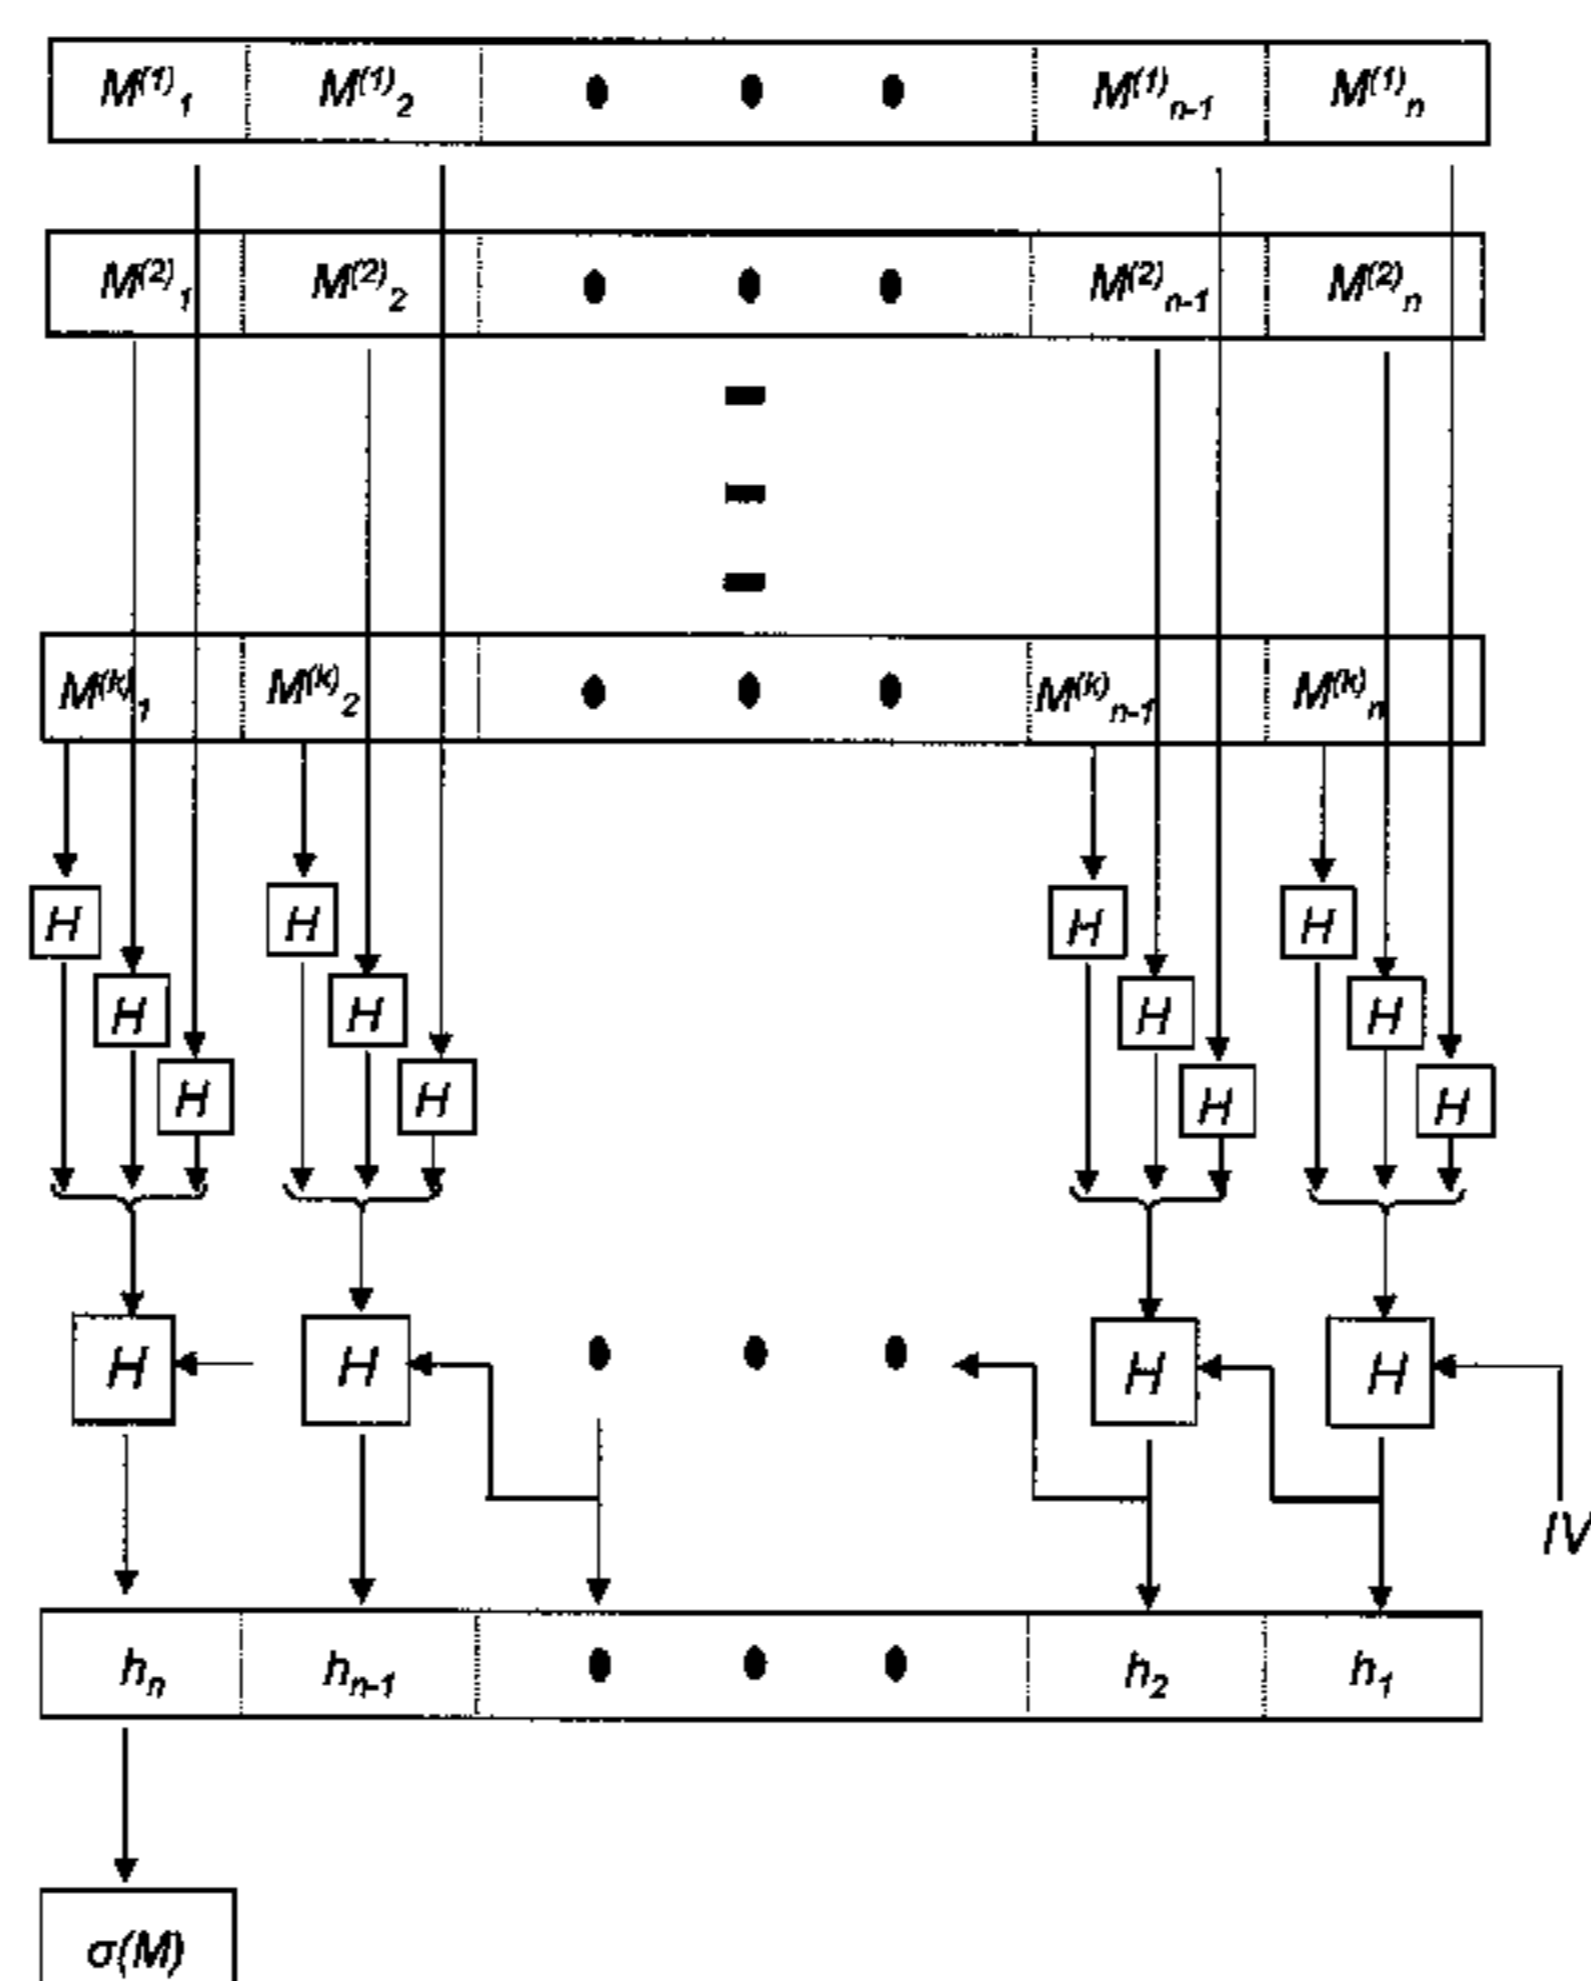 M(1)1 M(1)2 M(1)n-1 M(1)n
M(2)1 M(2)2 M(2)n-1 M(2)n
M(k)1 M(k)2 M(k)n-1 M(k)n
H H H H
H H H H
H H H H
H H H H
IV
hn hn-1 h2 h1
σ(M)